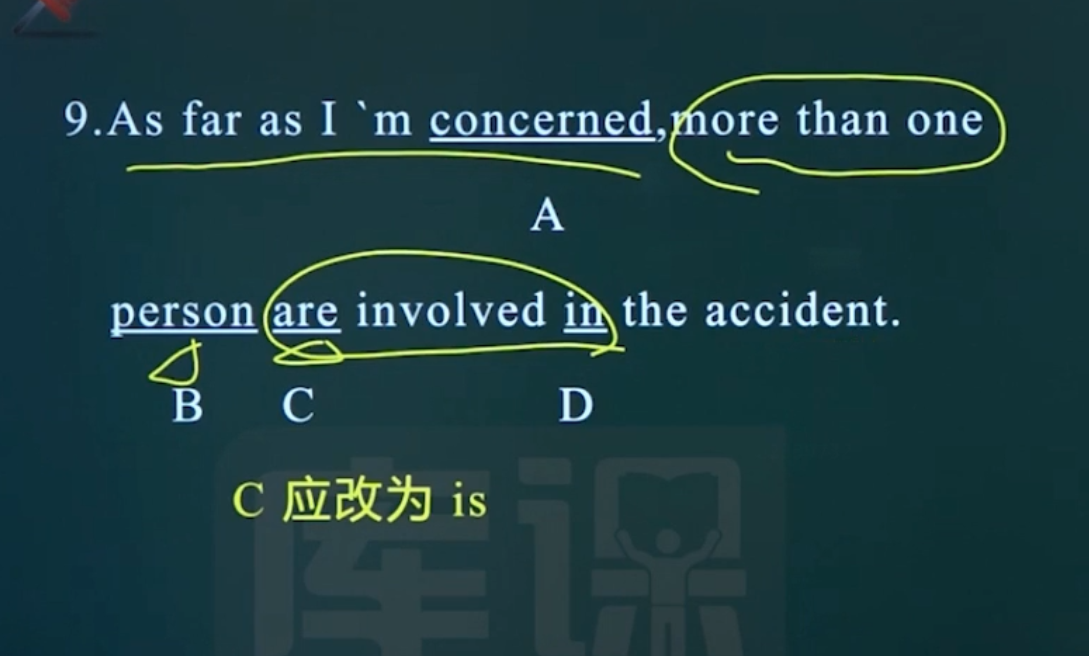 9.As far as I `m concerned,more than one
A
person are involved in the accident.
B C D
C 应改为 is
库课